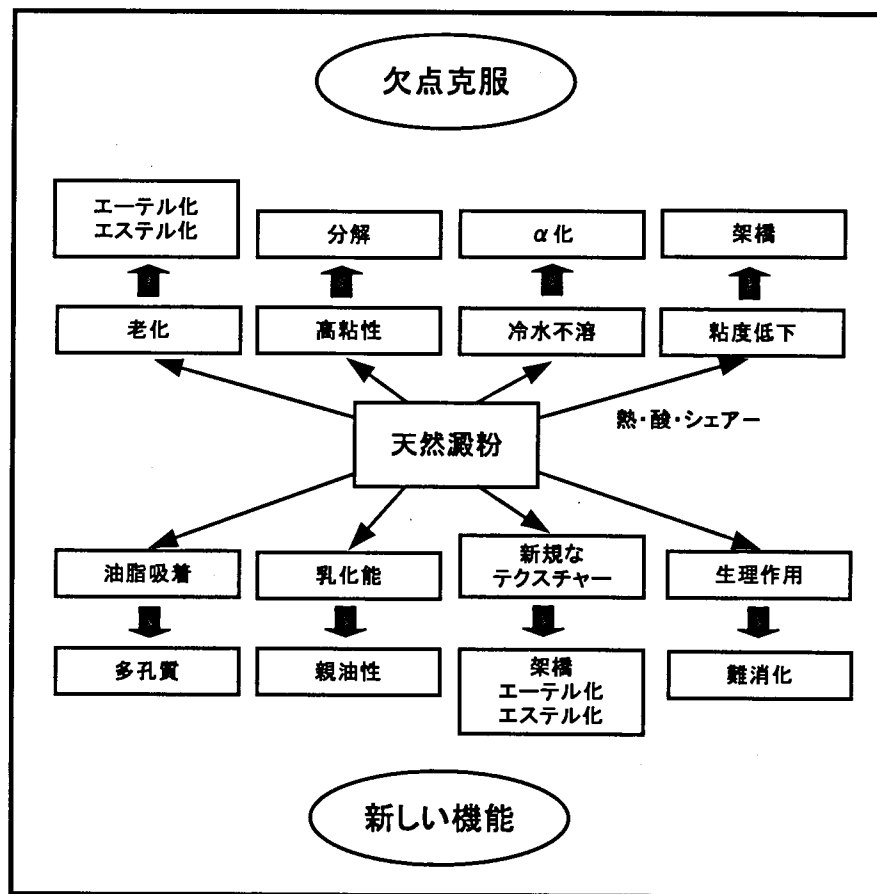 欠点克服
エーテル化
エステル化
分解
α化
架橋
老化
高粘性
冷水不溶
粘度低下
熱・酸・シェアー
天然澱粉
油脂吸着
乳化能
新規な
テクスチャー
生理作用
多孔質
親油性
架橋
エーテル化
エステル化
難消化
新しい機能